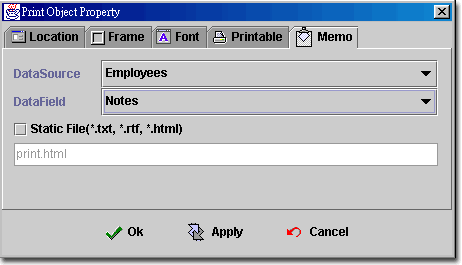 Print Object Property
Location Frame Font Printable Memo
DataSource Employees
DataField Notes
Static File(*.txt, *.rtf, *.html)
print.html
Ok Apply Cancel